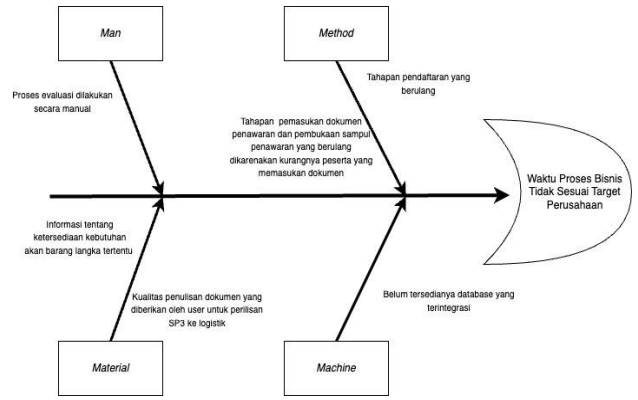 Man
Method
Proses evaluasi dilakukan
secara manual
Tahapan pendaftaran yang
berulang
Tahapan pemasukan dokumen
penawaran dan pembukaan sampul
penawaran yang berulang
dikarenakan kurangnya peserta yang
memasukan dokumen
Waktu Proses Bisnis
Tidak Sesuai Target
Perusahaan
Informasi tentang
ketersediaan kebutuhan
akan barang langka tertentu
Kualitas penulisan dokumen yang
diberikan oleh user untuk perilisan
SP3 ke logistik
Belum tersedianya database yang
terintegrasi
Material
Machine